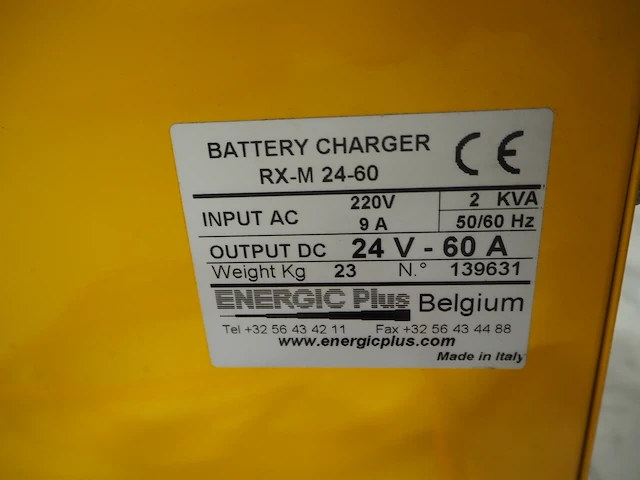 BATTERY CHARGER CE
RX-M 24-60
INPUT AC 220V 2 KVA
9 A 50/60 Hz
OUTPUT DC 24 V - 60 A
Weight Kg 23 N.° 139631
ENERGIC Plus Belgium
Tel +32 56 43 42 11 Fax +32 56 43 44 88
www.energicplus.com
Made in Italy